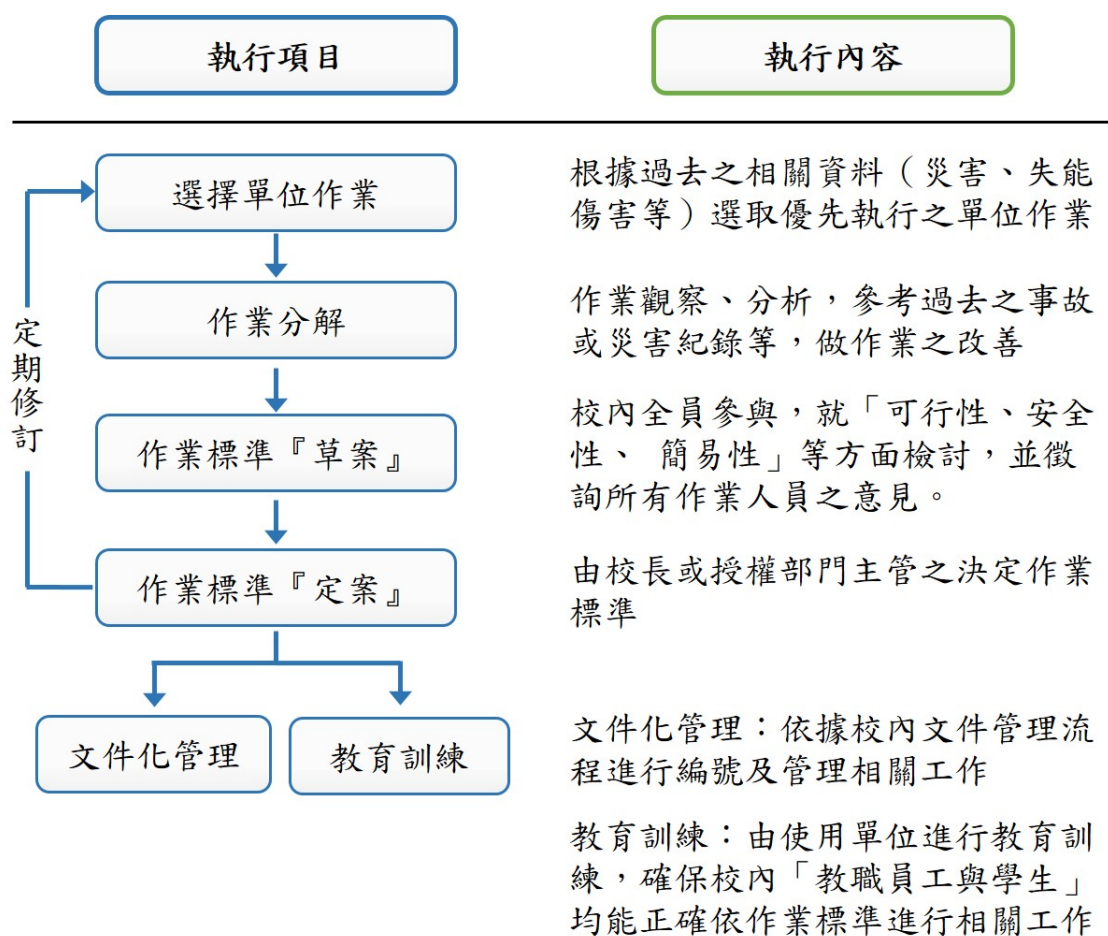 執行項目
執行內容
選擇單位作業
根據過去之相關資料（災害、失能
傷害等）選取優先執行之單位作業
作業分解
作業觀察、分析，參考過去之事故
或災害紀錄等，做作業之改善
定期修訂
作業標準『草案』
校內全員參與，就「可行性、安全
性、 簡易性」等方面檢討，並徵
詢所有作業人員之意見。
作業標準『定案』
由校長或授權部門主管之決定作業
標準
文件化管理
教育訓練
文件化管理：依據校內文件管理流
程進行編號及管理相關工作
教育訓練：由使用單位進行教育訓
練，確保校內「教職員工與學生」
均能正確依作業標準進行相關工作